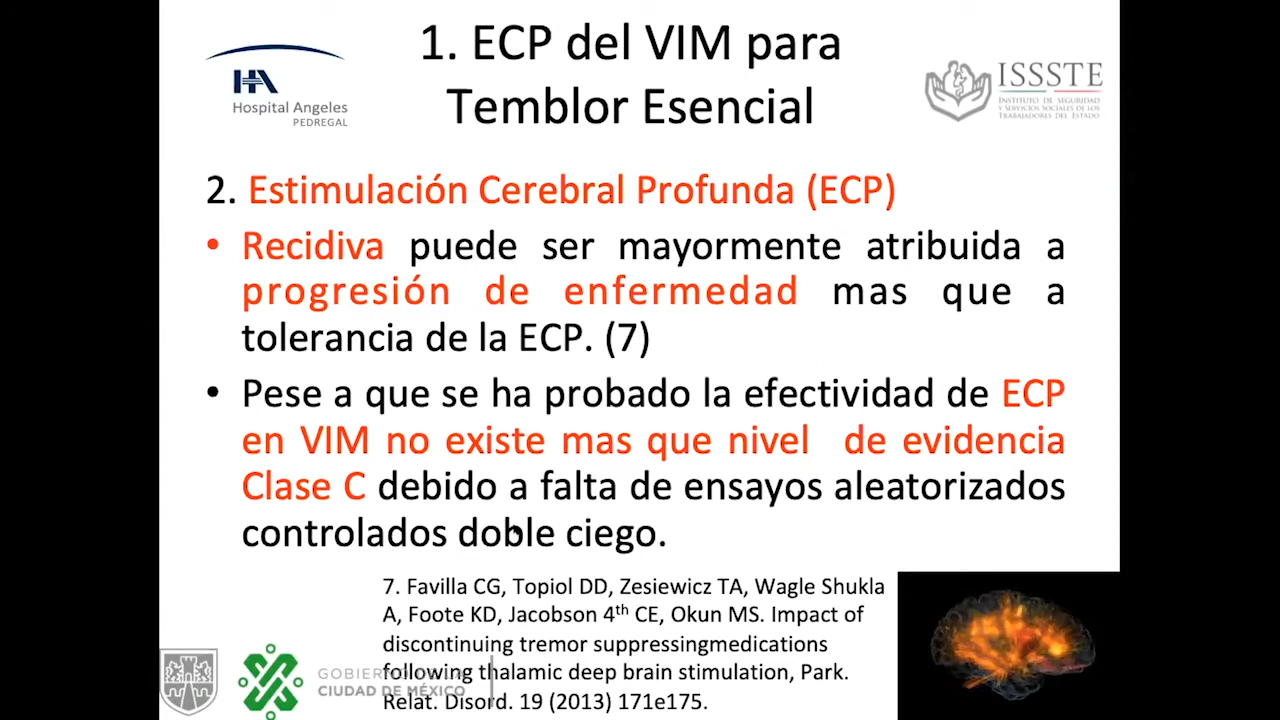 1. ECP del VIM para
Temblor Esencial
HA
Hospital Angeles
PEDREGAL
ISSSTE
INSTITUTO DE SEGURIDAD
Y SERVICIOS SOCIALES DE LOS
TRABAJADORES DEL ESTADO
2. Estimulación Cerebral Profunda (ECP)
• Recidiva puede ser mayormente atribuida a
progresión de enfermedad mas que a
tolerancia de la ECP. (7)
• Pese a que se ha probado la efectividad de ECP
en VIM no existe mas que nivel de evidencia
Clase C debido a falta de ensayos aleatorizados
controlados doble ciego.
7. Favilla CG, Topiol DD, Zesiewicz TA, Wagle Shukla
A, Foote KD, Jacobson 4th CE, Okun MS. Impact of
discontinuing tremor suppressingmedications
following thalamic deep brain stimulation, Park.
Relat. Disord. 19 (2013) 171e175.
GOBIERNO DE LA
CIUDAD DE MÉXICO